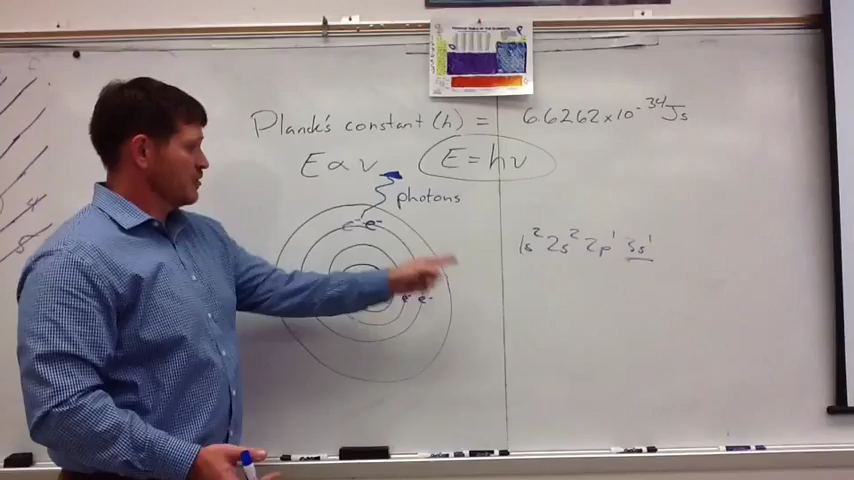 Planck's constant (h) = 6.6262 x 10⁻³⁴ Js
E ∝ ν E = hν
photons
e⁻ e⁻
1s² 2s² 2p¹ 3s¹
e⁻ e⁻